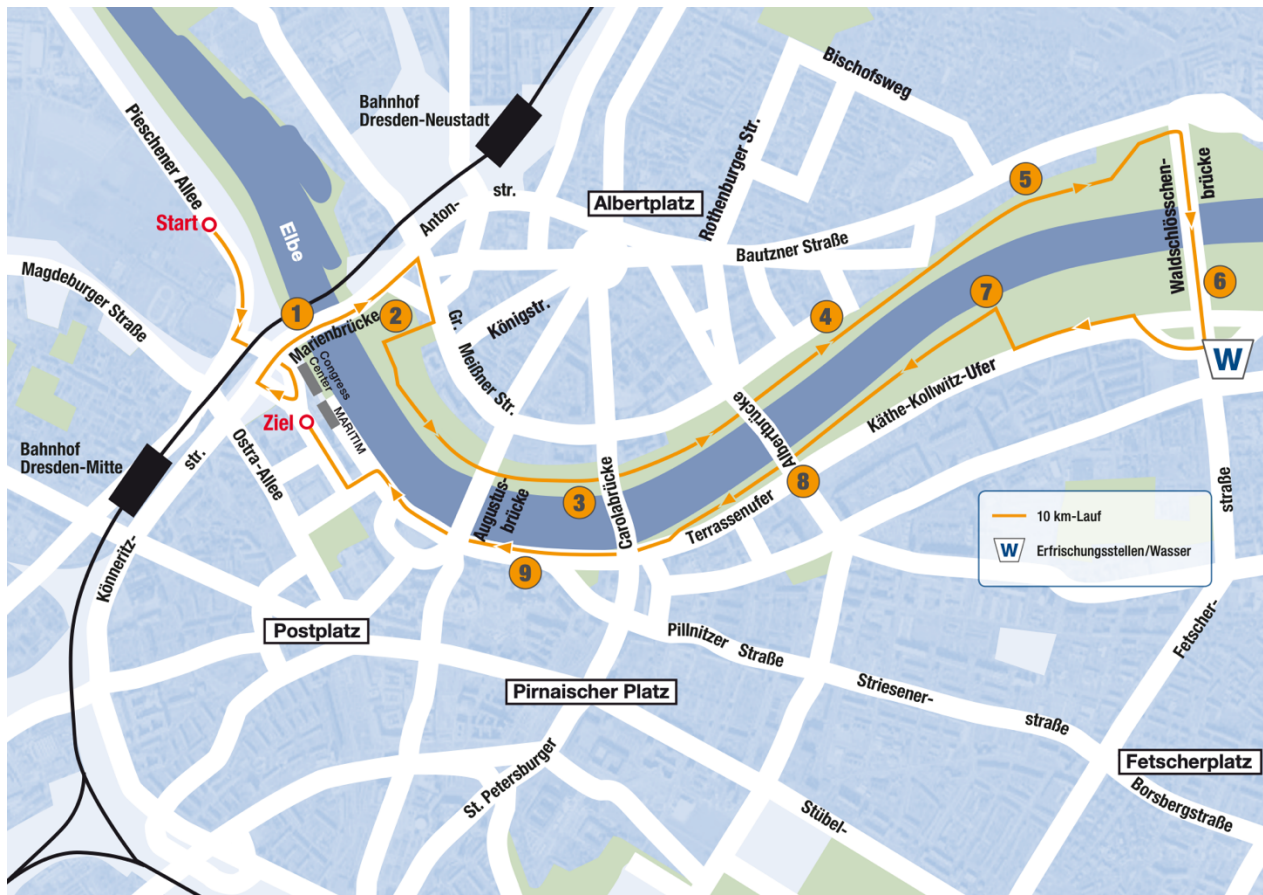 Bischofsweg
Bahnhof
Dresden-Neustadt
Pieschener Allee
Rothenburger Str.
Start
Elbe
Anton-
str.
Albertplatz
5
Waldschlösschen-
brücke
Bautzner Straße
Magdeburger Straße
1
2
Marienbrücke
Gr. Meißner Str.
Königstr.
4
7
6
Congress
Center
MARITIM
W
Ziel
Käthe-Kollwitz-Ufer
Bahnhof
Dresden-Mitte
Könneritz-
str.
Ostra-Allee
Augustus-
brücke
3
Carolabrücke
Albertbrücke
8
Terrassenufer
9
10 km-Lauf
W
Erfrischungsstellen/Wasser
Postplatz
Pillnitzer Straße
Pirnaischer Platz
Striesener-
straße
Fetscher-
straße
Fetscherplatz
Borsbergstraße
St. Petersburger
Stübel-